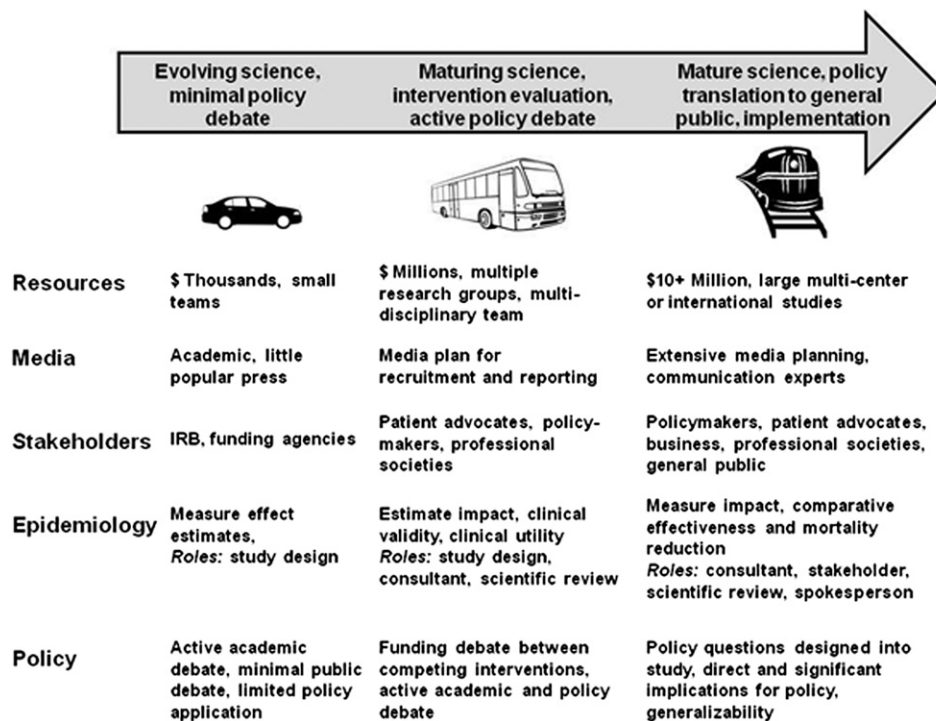 Evolving science,
minimal policy
debate
Maturing science,
intervention evaluation,
active policy debate
Mature science, policy
translation to general
public, implementation
Resources
$ Thousands, small
teams
$ Millions, multiple
research groups, multi-
disciplinary team
$10+ Million, large multi-center
or international studies
Media
Academic, little
popular press
Media plan for
recruitment and reporting
Extensive media planning,
communication experts
Stakeholders
IRB, funding agencies
Patient advocates, policy-
makers, professional
societies
Policymakers, patient advocates,
business, professional societies,
general public
Epidemiology
Measure effect
estimates,
Roles: study design
Estimate impact, clinical
validity, clinical utility
Roles: study design,
consultant, scientific review
Measure impact, comparative
effectiveness and mortality
reduction
Roles: consultant, stakeholder,
scientific review, spokesperson
Policy
Active academic
debate, minimal public
debate, limited policy
application
Funding debate between
competing interventions,
active academic and policy
debate
Policy questions designed into
study, direct and significant
implications for policy,
generalizability